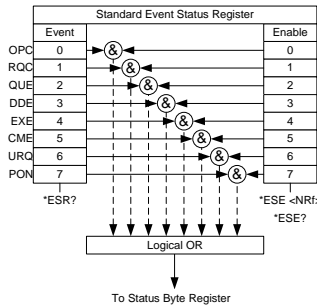 Standard Event Status Register
Event Enable
OPC 0 & 0
RQC 1 & 1
QUE 2 & 2
DDE 3 & 3
EXE 4 & 4
CME 5 & 5
URQ 6 & 6
PON 7 & 7
*ESR? *ESE <NRf>
*ESE?
Logical OR
To Status Byte Register